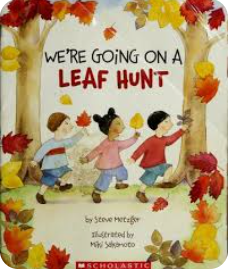 WE'RE GOING ON A
LEAF HUNT
by Steve Metzger
Illustrated by
Miki Sakamoto
SCHOLASTIC